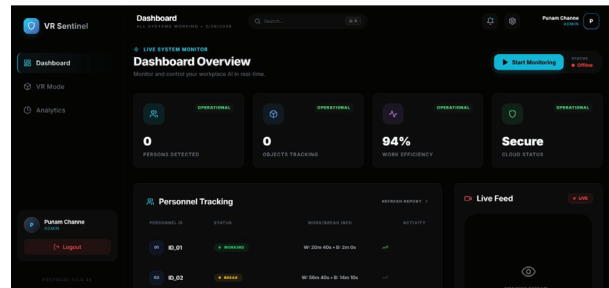 VR Sentinel
Dashboard
VR Mode
Analytics
P
Punam Channe
ADMIN
Logout
Dashboard
ALL SYSTEMS WORKING •
Search...
Punam Channe
ADMIN
P
LIVE SYSTEM MONITOR
Dashboard Overview
Monitor and control your workplace AI in real-time.
Start Monitoring
STATUS
Offline
OPERATIONAL
0
PERSONS DETECTED
OPERATIONAL
0
OBJECTS TRACKING
OPERATIONAL
94%
WORK EFFICIENCY
OPERATIONAL
Secure
CLOUD STATUS
Personnel Tracking
REFRESH REPORT
PERSONNEL ID STATUS WORK/BREAK INFO ACTIVITY
01 ID_01 WORKING W: 20m 40s • B: 2m 0s
02 ID_02 BREAK W: 56m 40s • B: 14m 10s
Live Feed
LIVE